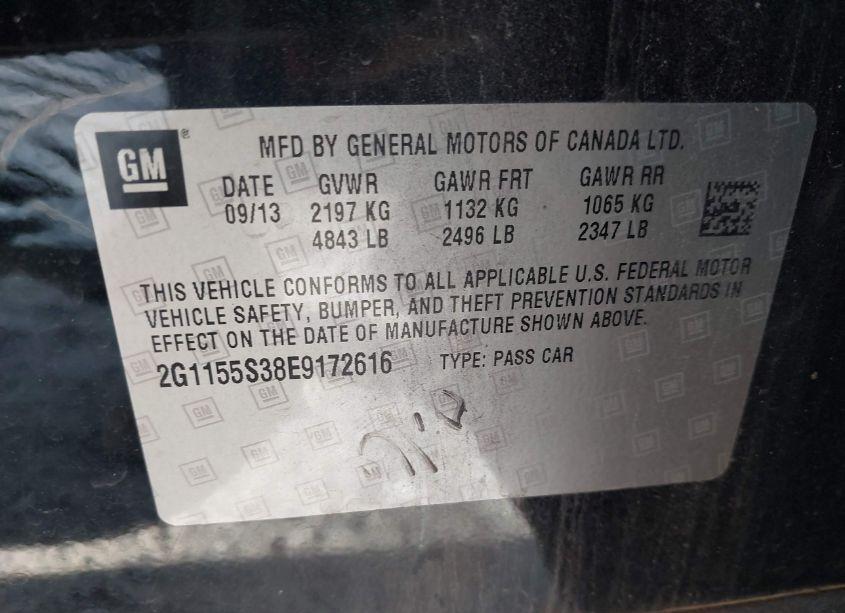 GM ® MFD BY GENERAL MOTORS OF CANADA LTD.
DATE GVWR GAWR FRT GAWR RR
09/13 2197 KG 1132 KG 1065 KG
4843 LB 2496 LB 2347 LB
THIS VEHICLE CONFORMS TO ALL APPLICABLE U.S. FEDERAL MOTOR
VEHICLE SAFETY, BUMPER, AND THEFT PREVENTION STANDARDS IN
EFFECT ON THE DATE OF MANUFACTURE SHOWN ABOVE.
2G1155S38E9172616 TYPE: PASS CAR